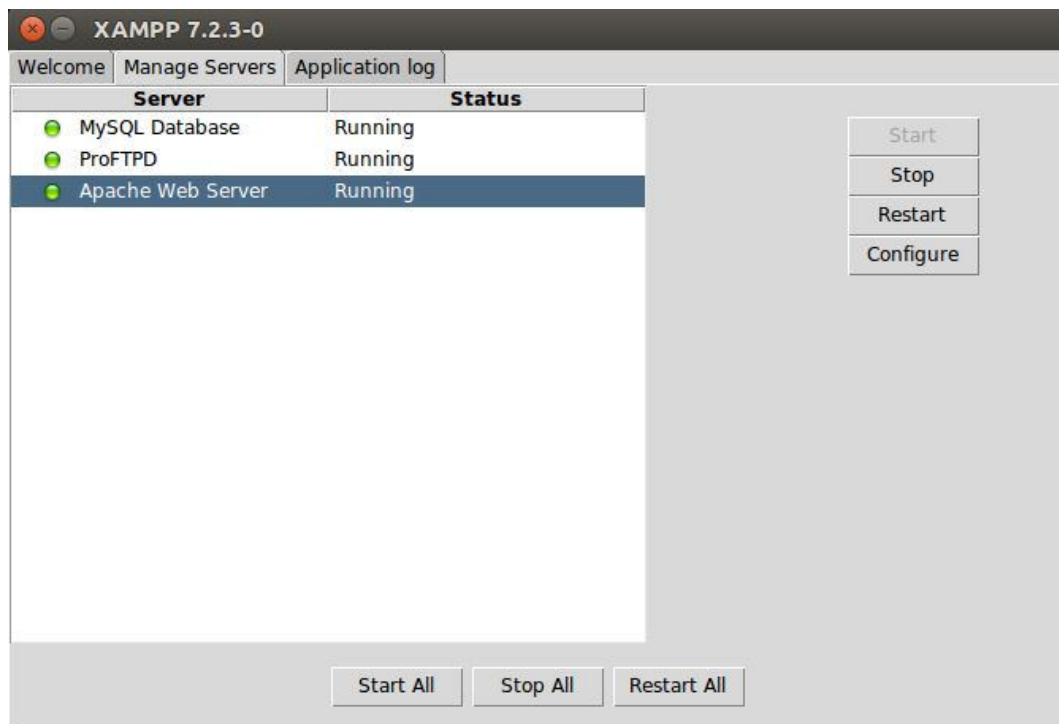 XAMPP 7.2.3-0
Welcome Manage Servers Application log
Server Status
MySQL Database Running
ProFTPD Running
Apache Web Server Running
Start
Stop
Restart
Configure
Start All Stop All Restart All